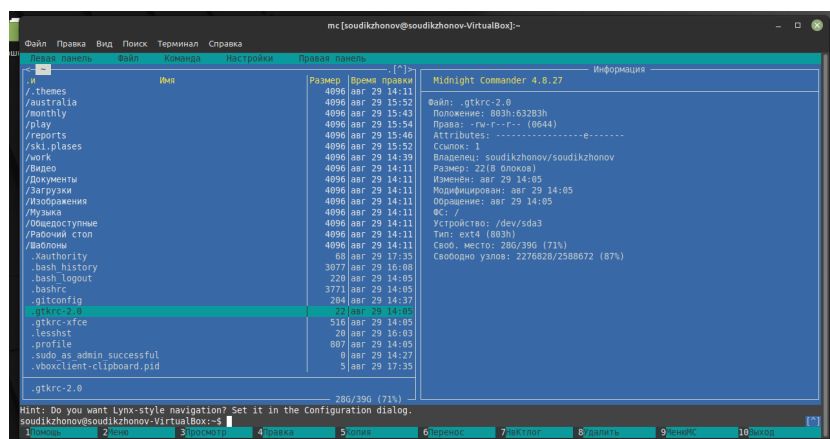 mc [soudikzhonov@soudikzhonov-VirtualBox]:~
Файл Правка Вид Поиск Терминал Справка
Левая панель Файл Команда Настройки Правая панель
<- ~ .[^]>
.и Имя Размер Время правки
/.themes 4096 авг 29 14:11
/australia 4096 авг 29 15:52
/monthly 4096 авг 29 15:43
/play 4096 авг 29 15:54
/reports 4096 авг 29 15:46
/ski.plases 4096 авг 29 15:52
/work 4096 авг 29 14:39
/Видео 4096 авг 29 14:11
/Документы 4096 авг 29 14:11
/Загрузки 4096 авг 29 14:11
/Изображения 4096 авг 29 14:11
/Музыка 4096 авг 29 14:11
/Общедоступные 4096 авг 29 14:11
/Рабочий стол 4096 авг 29 14:11
/Шаблоны 4096 авг 29 14:11
.Xauthority 68 авг 29 17:35
.bash_history 3077 авг 29 16:08
.bash_logout 220 авг 29 14:05
.bashrc 3771 авг 29 14:05
.gitconfig 204 авг 29 14:37
.gtkrc-2.0 22 авг 29 14:05
.gtkrc-xfce 516 авг 29 14:05
.lesshst 20 авг 29 16:03
.profile 807 авг 29 14:05
.sudo_as_admin_successful 0 авг 29 14:27
.vboxclient-clipboard.pid 5 авг 29 17:35
.gtkrc-2.0
28G/39G (71%)
Информация
Midnight Commander 4.8.27
Файл: .gtkrc-2.0
Положение: 803h:632B3h
Права: -rw-r--r-- (0644)
Attributes: -----------------e-------
Ссылок: 1
Владелец: soudikzhonov/soudikzhonov
Размер: 22(8 блоков)
Изменён: авг 29 14:05
Модифицирован: авг 29 14:05
Обращение: авг 29 14:05
ФС: /
Устройство: /dev/sda3
Тип: ext4 (803h)
Своб. место: 28G/39G (71%)
Свободно узлов: 2276828/2588672 (87%)
Hint: Do you want Lynx-style navigation? Set it in the Configuration dialog.
soudikzhonov@soudikzhonov-VirtualBox:~$ [^]
1Помощь 2Меню 3Просмотр 4Правка 5Копия 6Перенос 7НвКтлог 8Удалить 9МенюMC 10Выход